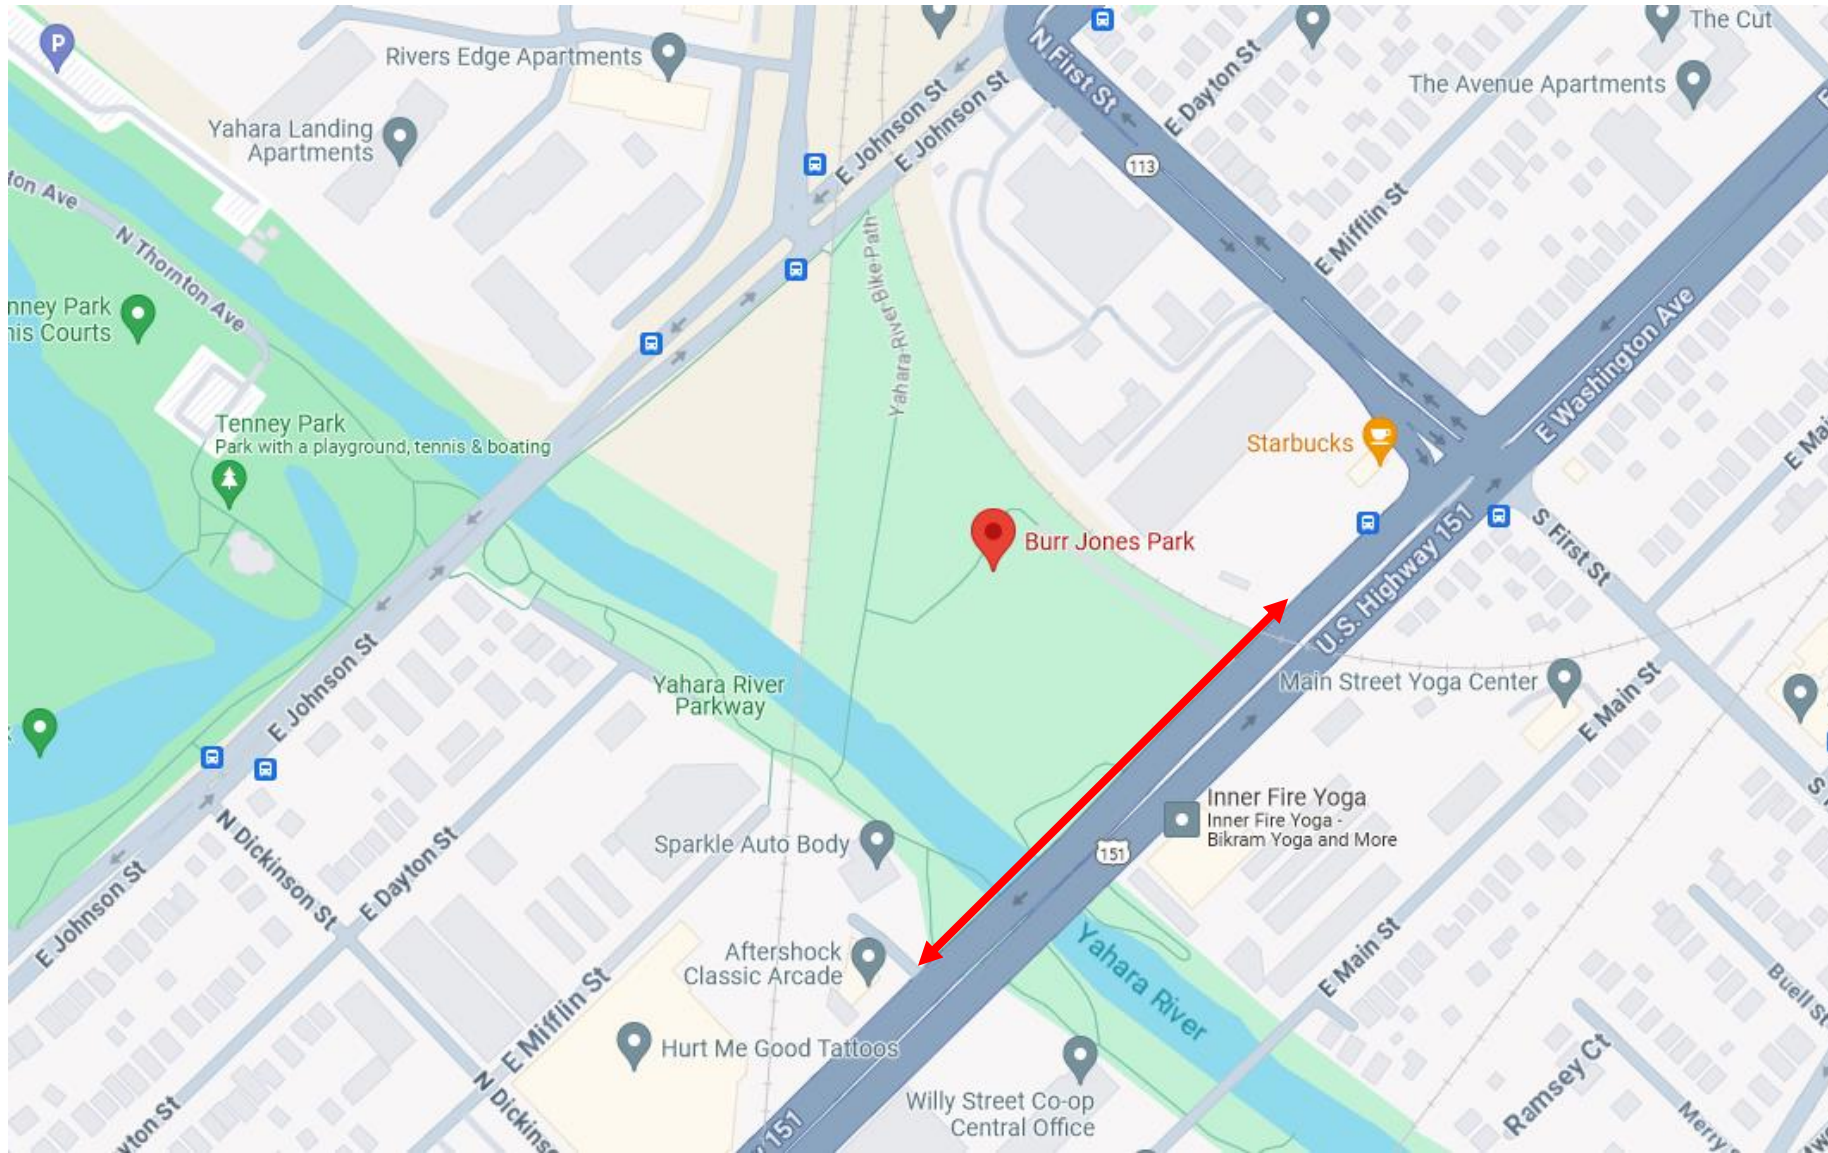 P
Rivers Edge Apartments
The Cut
N First St
E Dayton St
The Avenue Apartments
Yahara Landing
Apartments
E Johnson St
E Johnson St
113
ton Ave
N Thornton Ave
Yahara River Bike Path
E Mifflin St
nney Park
nis Courts
E Washington Ave
Tenney Park
Park with a playground, tennis & boating
Starbucks
E Mai
Burr Jones Park
U.S. Highway 151
S First St
E Johnson St
Yahara River
Parkway
Main Street Yoga Center
E Main St
Inner Fire Yoga
Inner Fire Yoga -
Bikram Yoga and More
151
Sparkle Auto Body
N Dickinson St
E Dayton St
E Johnson St
Aftershock
Classic Arcade
Yahara River
E Main St
Buell St
E Mifflin St
Hurt Me Good Tattoos
Ramsey Ct
Willy Street Co-op
Central Office
N Dickins
yton St
151
Merry